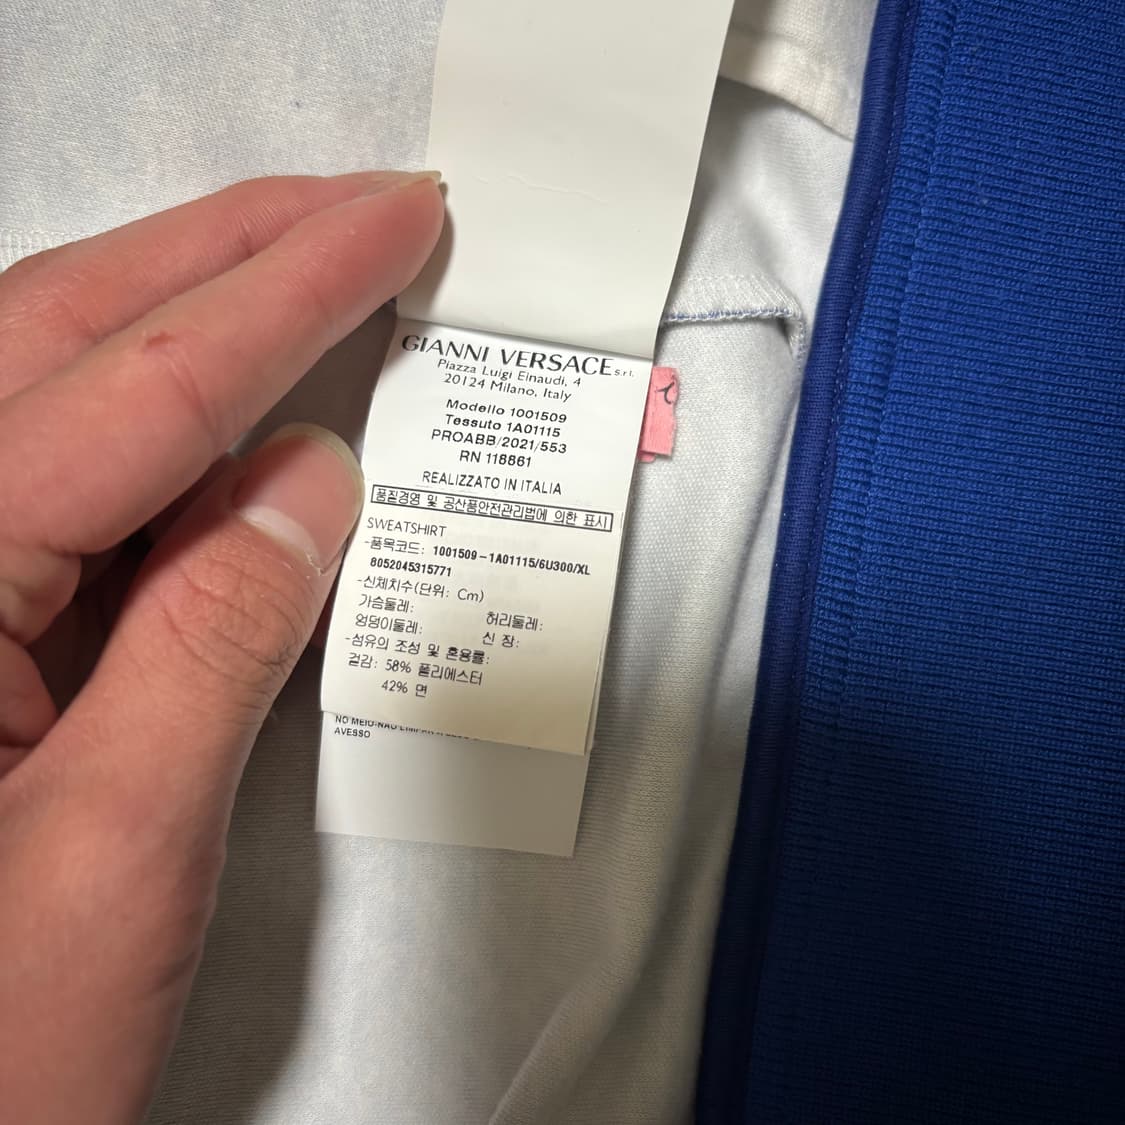 GIANNI VERSACE s.r.l.
Piazza Luigi Einaudi, 4
20124 Milano, Italy
Modello 1001509
Tessuto 1A01115
PROABB/2021/553
RN 118861
REALIZZATO IN ITALIA
품질경영 및 공산품안전관리법에 의한 표시
SWEATSHIRT
-품목코드: 1001509-1A01115/6U300/XL
8052045315771
-신체치수(단위: Cm)
가슴둘레: 허리둘레:
엉덩이둘레: 신 장:
-섬유의 조성 및 혼용률:
겉감: 58% 폴리에스터
42% 면
NO MEIO-NAO
AVESSO